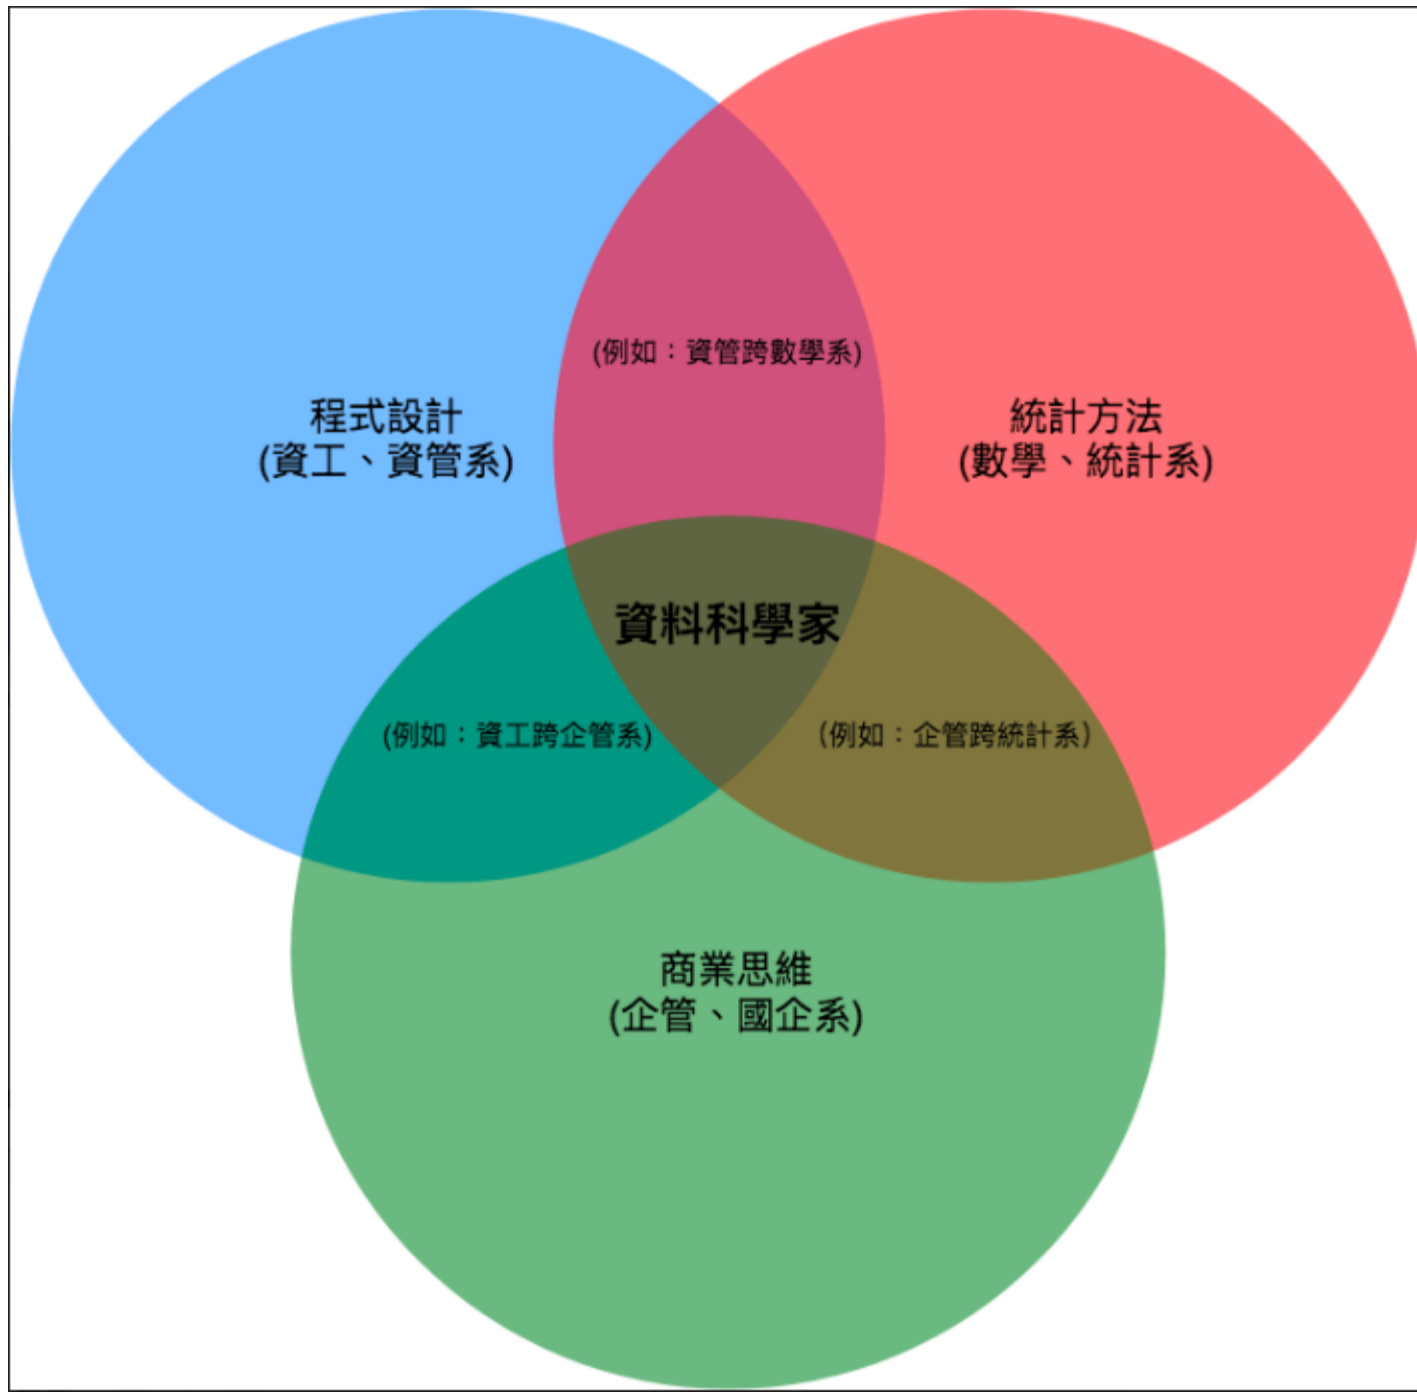 (例如：資管跨數學系)
程式設計
(資工、資管系)
統計方法
(數學、統計系)
資料科學家
(例如：資工跨企管系)
（例如：企管跨統計系）
商業思維
(企管、國企系)